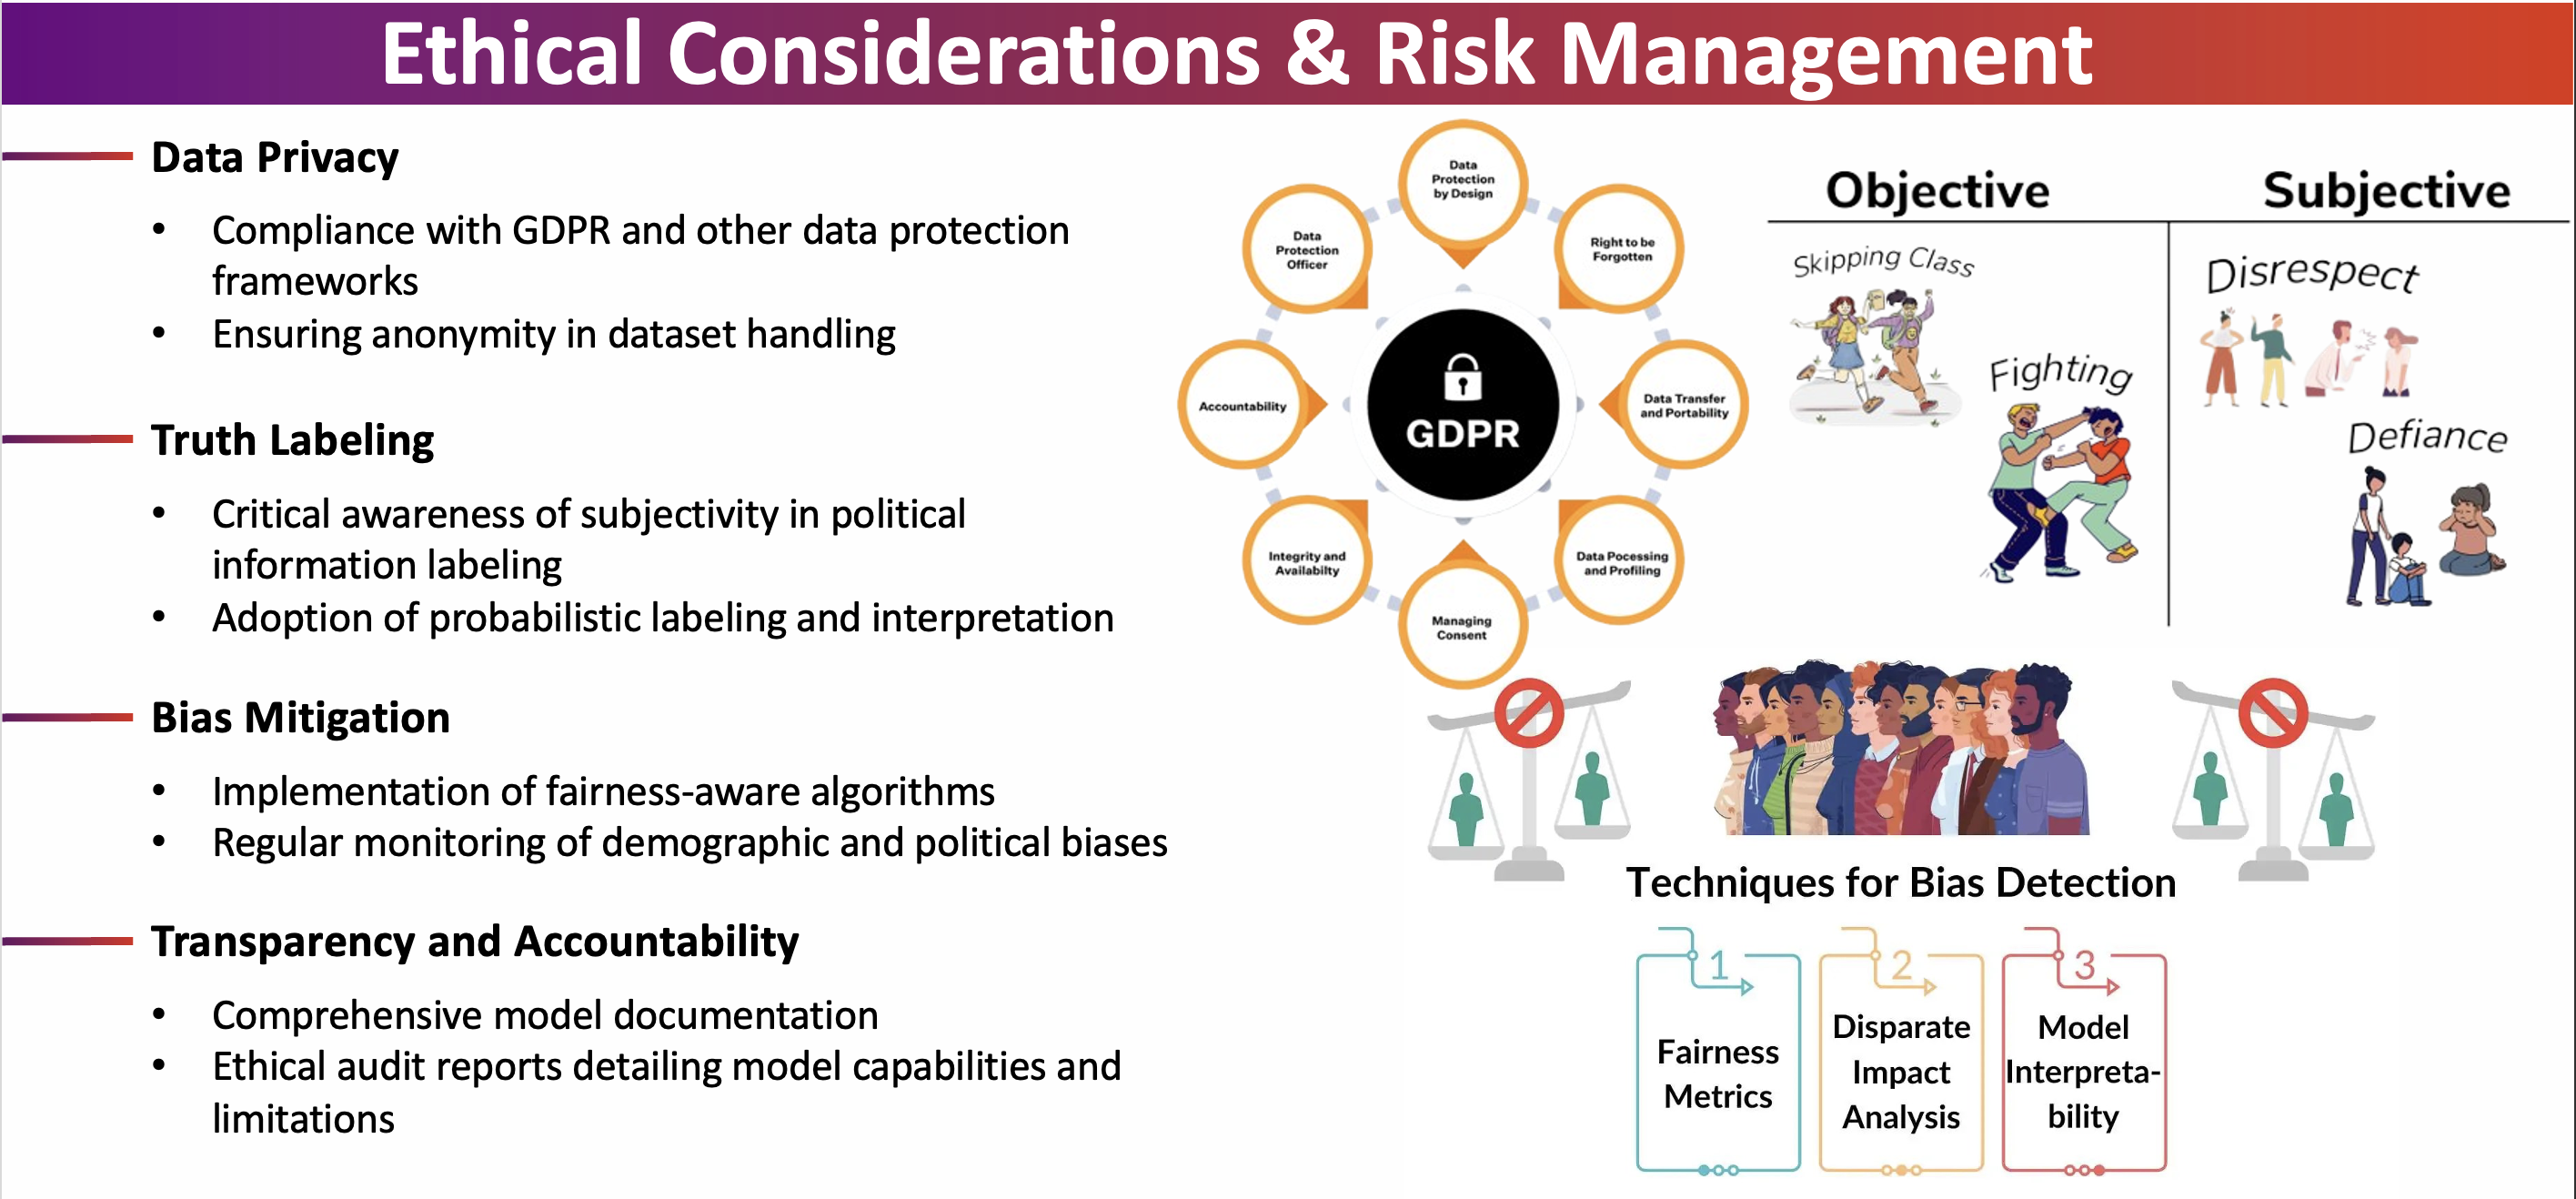 Ethical Considerations & Risk Management
Data Privacy
• Compliance with GDPR and other data protection
frameworks
• Ensuring anonymity in dataset handling
Truth Labeling
• Critical awareness of subjectivity in political
information labeling
• Adoption of probabilistic labeling and interpretation
Bias Mitigation
• Implementation of fairness-aware algorithms
• Regular monitoring of demographic and political biases
Transparency and Accountability
• Comprehensive model documentation
• Ethical audit reports detailing model capabilities and
limitations
Data
Protection
by Design
Right to be
Forgotten
Data Transfer
and Portability
Data Pocessing
and Profiling
Managing
Consent
Integrity and
Availabilty
Accountability
Data
Protection
Officer
GDPR
Objective
Subjective
Skipping Class
Fighting
Disrespect
Defiance
Techniques for Bias Detection
1
Fairness
Metrics
2
Disparate
Impact
Analysis
3
Model
Interpreta-
bility